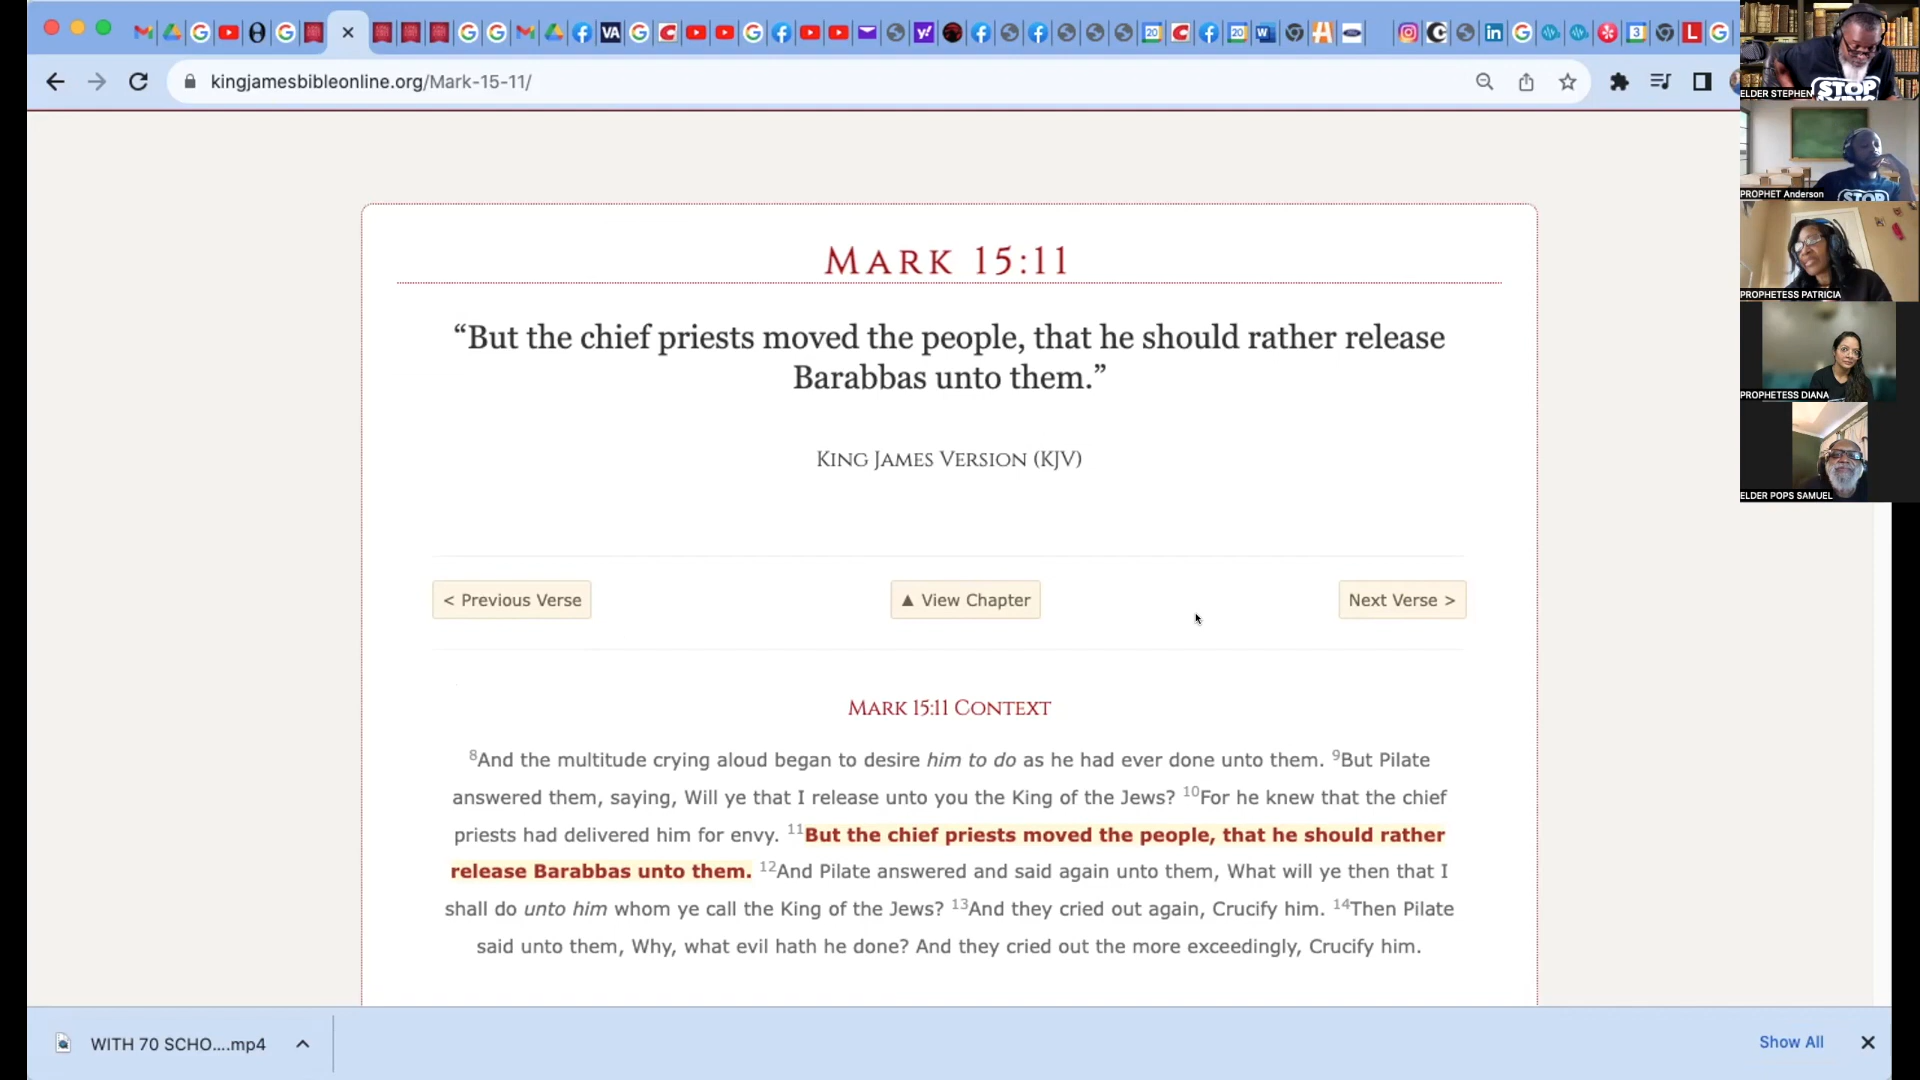 kingjamesbibleonline.org/Mark-15-11/
MARK 15:11
“But the chief priests moved the people, that he should rather release
Barabbas unto them.”
KING JAMES VERSION (KJV)
< Previous Verse
▲ View Chapter
Next Verse >
MARK 15:11 CONTEXT
8And the multitude crying aloud began to desire him to do as he had ever done unto them. 9But Pilate
answered them, saying, Will ye that I release unto you the King of the Jews? 10For he knew that the chief
priests had delivered him for envy. 11But the chief priests moved the people, that he should rather
release Barabbas unto them. 12And Pilate answered and said again unto them, What will ye then that I
shall do unto him whom ye call the King of the Jews? 13And they cried out again, Crucify him. 14Then Pilate
said unto them, Why, what evil hath he done? And they cried out the more exceedingly, Crucify him.
WITH 70 SCHO....mp4
Show All
STOP
ELDER STEPHEN
STOP
PROPHET Anderson
PROPHETESS PATRICIA
PROPHETESS DIANA
ELDER POPS SAMUEL